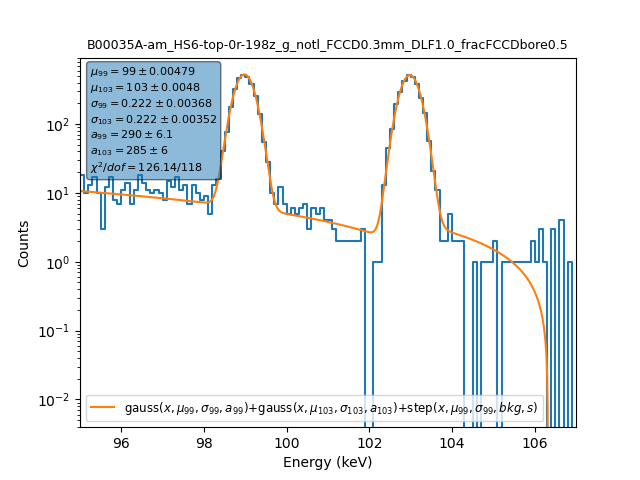 B00035A-am_HS6-top-0r-198z_g_notl_FCCD0.3mm_DLF1.0_fracFCCDbore0.5
μ₉₉ = 99 ± 0.00479
μ₁₀₃ = 103 ± 0.0048
σ₉₉ = 0.222 ± 0.00368
σ₁₀₃ = 0.222 ± 0.00352
a₉₉ = 290 ± 6.1
a₁₀₃ = 285 ± 6
χ²/dof = 126.14/118
10²
10¹
10⁰
10⁻¹
10⁻²
Counts
gauss(x, μ₉₉, σ₉₉, a₉₉)+gauss(x, μ₁₀₃, σ₁₀₃, a₁₀₃)+step(x, μ₉₉, σ₉₉, bkg, s)
96 98 100 102 104 106
Energy (keV)